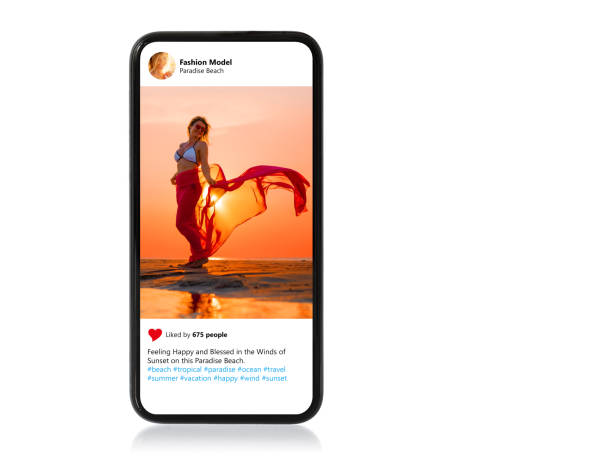 Fashion Model
Paradise Beach
Liked by 675 people
Feeling Happy and Blessed in the Winds of
Sunset on this Paradise Beach.
#beach #tropical #paradise #ocean #travel
#summer #vacation #happy #wind #sunset